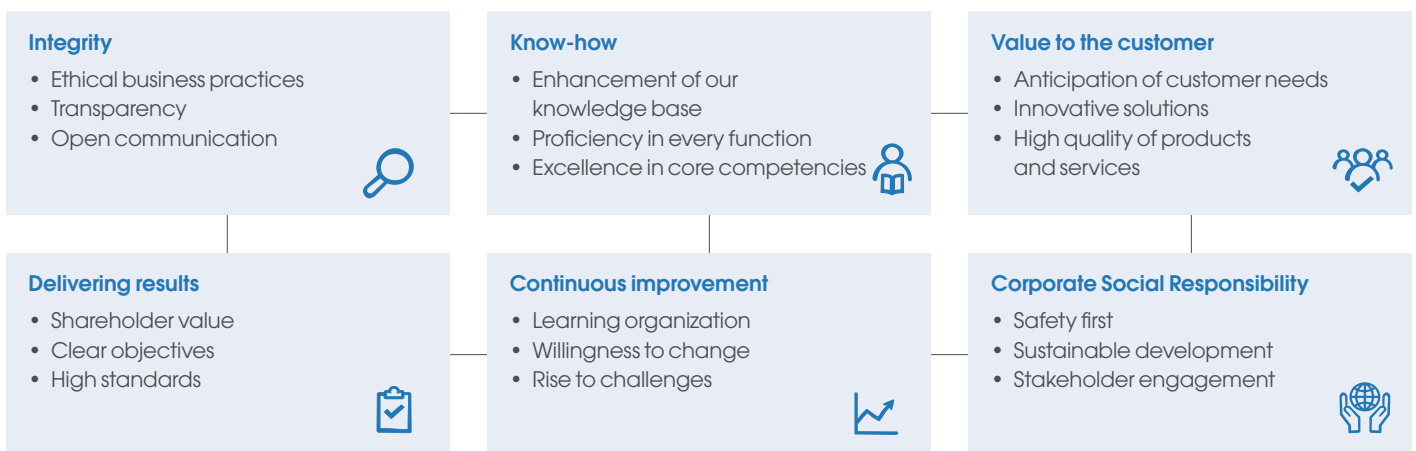 Integrity
• Ethical business practices
• Transparency
• Open communication
Know-how
• Enhancement of our
knowledge base
• Proficiency in every function
• Excellence in core competencies
Value to the customer
• Anticipation of customer needs
• Innovative solutions
• High quality of products
and services
Delivering results
• Shareholder value
• Clear objectives
• High standards
Continuous improvement
• Learning organization
• Willingness to change
• Rise to challenges
Corporate Social Responsibility
• Safety first
• Sustainable development
• Stakeholder engagement